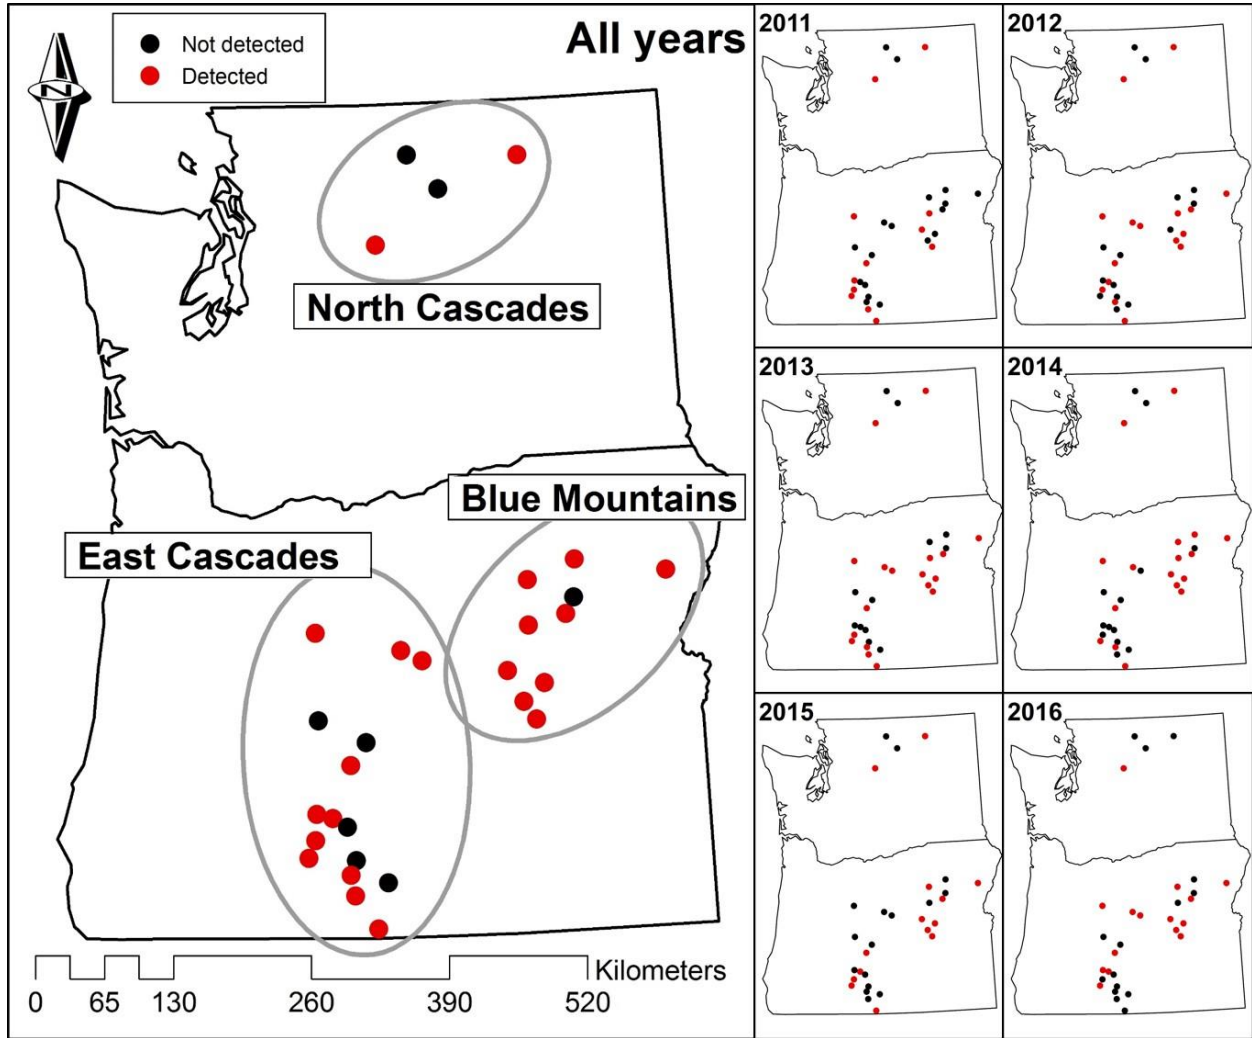 Not detected
Detected
All years
N
North Cascades
Blue Mountains
East Cascades
Kilometers
0 65 130 260 390 520
2011
2012
2013
2014
2015
2016